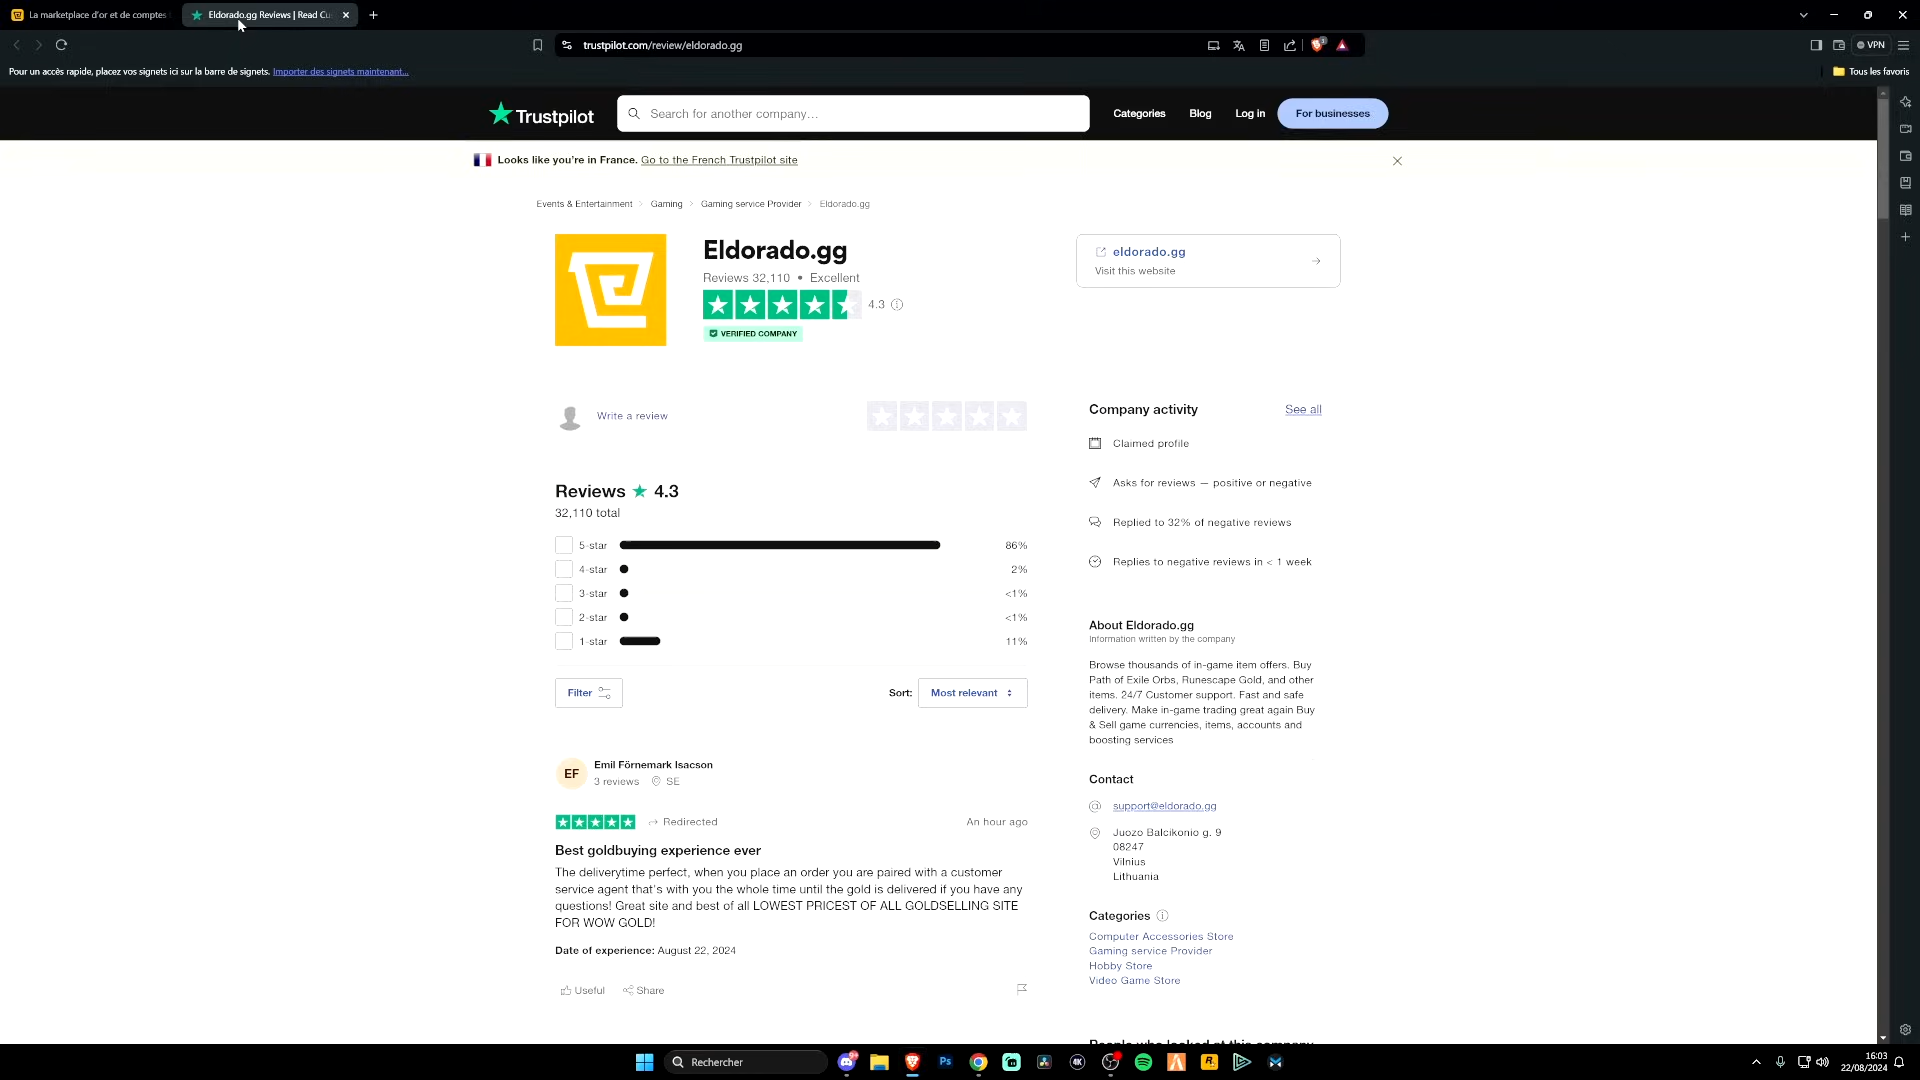 La marketplace d'or et de comptes
Eldorado.gg Reviews | Read Cu
trustpilot.com/review/eldorado.gg
VPN
Pour un accès rapide, placez vos signets ici sur la barre de signets. Importer des signets maintenant...
Tous les favoris
Trustpilot
Search for another company…
Categories
Blog
Log in
For businesses
Looks like you're in France. Go to the French Trustpilot site
Events & Entertainment > Gaming > Gaming service Provider > Eldorado.gg
Eldorado.gg
Reviews 32,110 • Excellent
4.3
VERIFIED COMPANY
eldorado.gg
Visit this website
Write a review
Reviews ★ 4.3
32,110 total
5-star 86%
4-star 2%
3-star <1%
2-star <1%
1-star 11%
Filter
Sort: Most relevant
EF
Emil Förnemark Isacson
3 reviews SE
Redirected
An hour ago
Best goldbuying experience ever
The deliverytime perfect, when you place an order you are paired with a customer
service agent that's with you the whole time until the gold is delivered if you have any
questions! Great site and best of all LOWEST PRICEST OF ALL GOLDSELLING SITE
FOR WOW GOLD!
Date of experience: August 22, 2024
Useful
Share
Company activity
See all
Claimed profile
Asks for reviews — positive or negative
Replied to 32% of negative reviews
Replies to negative reviews in < 1 week
About Eldorado.gg
Information written by the company
Browse thousands of in-game item offers. Buy
Path of Exile Orbs, Runescape Gold, and other
items. 24/7 Customer support. Fast and safe
delivery. Make in-game trading great again Buy
& Sell game currencies, items, accounts and
boosting services
Contact
support@eldorado.gg
Juozo Balcikonio g. 9
08247
Vilnius
Lithuania
Categories
Computer Accessories Store
Gaming service Provider
Hobby Store
Video Game Store
People who looked at this company
Rechercher
Ps
4K
16:03
22/08/2024